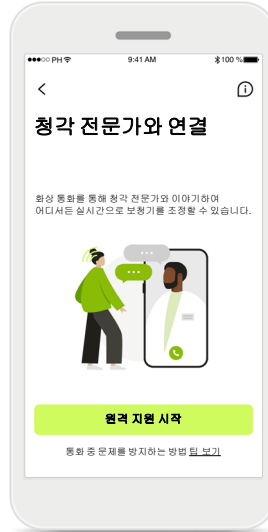 PH 9:41 AM 100 %
청각 전문가와 연결
화상 통화를 통해 청각 전문가와 이야기하여
어디서든 실시간으로 보청기를 조정할 수 있습니다.
원격 지원 시작
통화 중 문제를 방지하는 방법 팁 보기